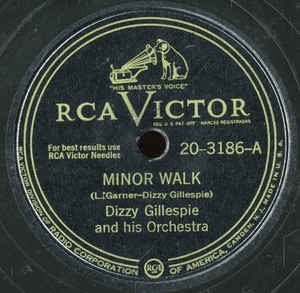 "HIS MASTER'S VOICE"
RCA VICTOR
REG. U.S. PAT. OFF. MARCAS REGISTRADAS
For best results use
RCA Victor Needles
20-3186-A
MINOR WALK
(L. Garner–Dizzy Gillespie)
Dizzy Gillespie
and his Orchestra
RCA VICTOR DIVISION OF RADIO CORPORATION OF AMERICA, CAMDEN, N.J. MADE IN U.S.A.
RCA